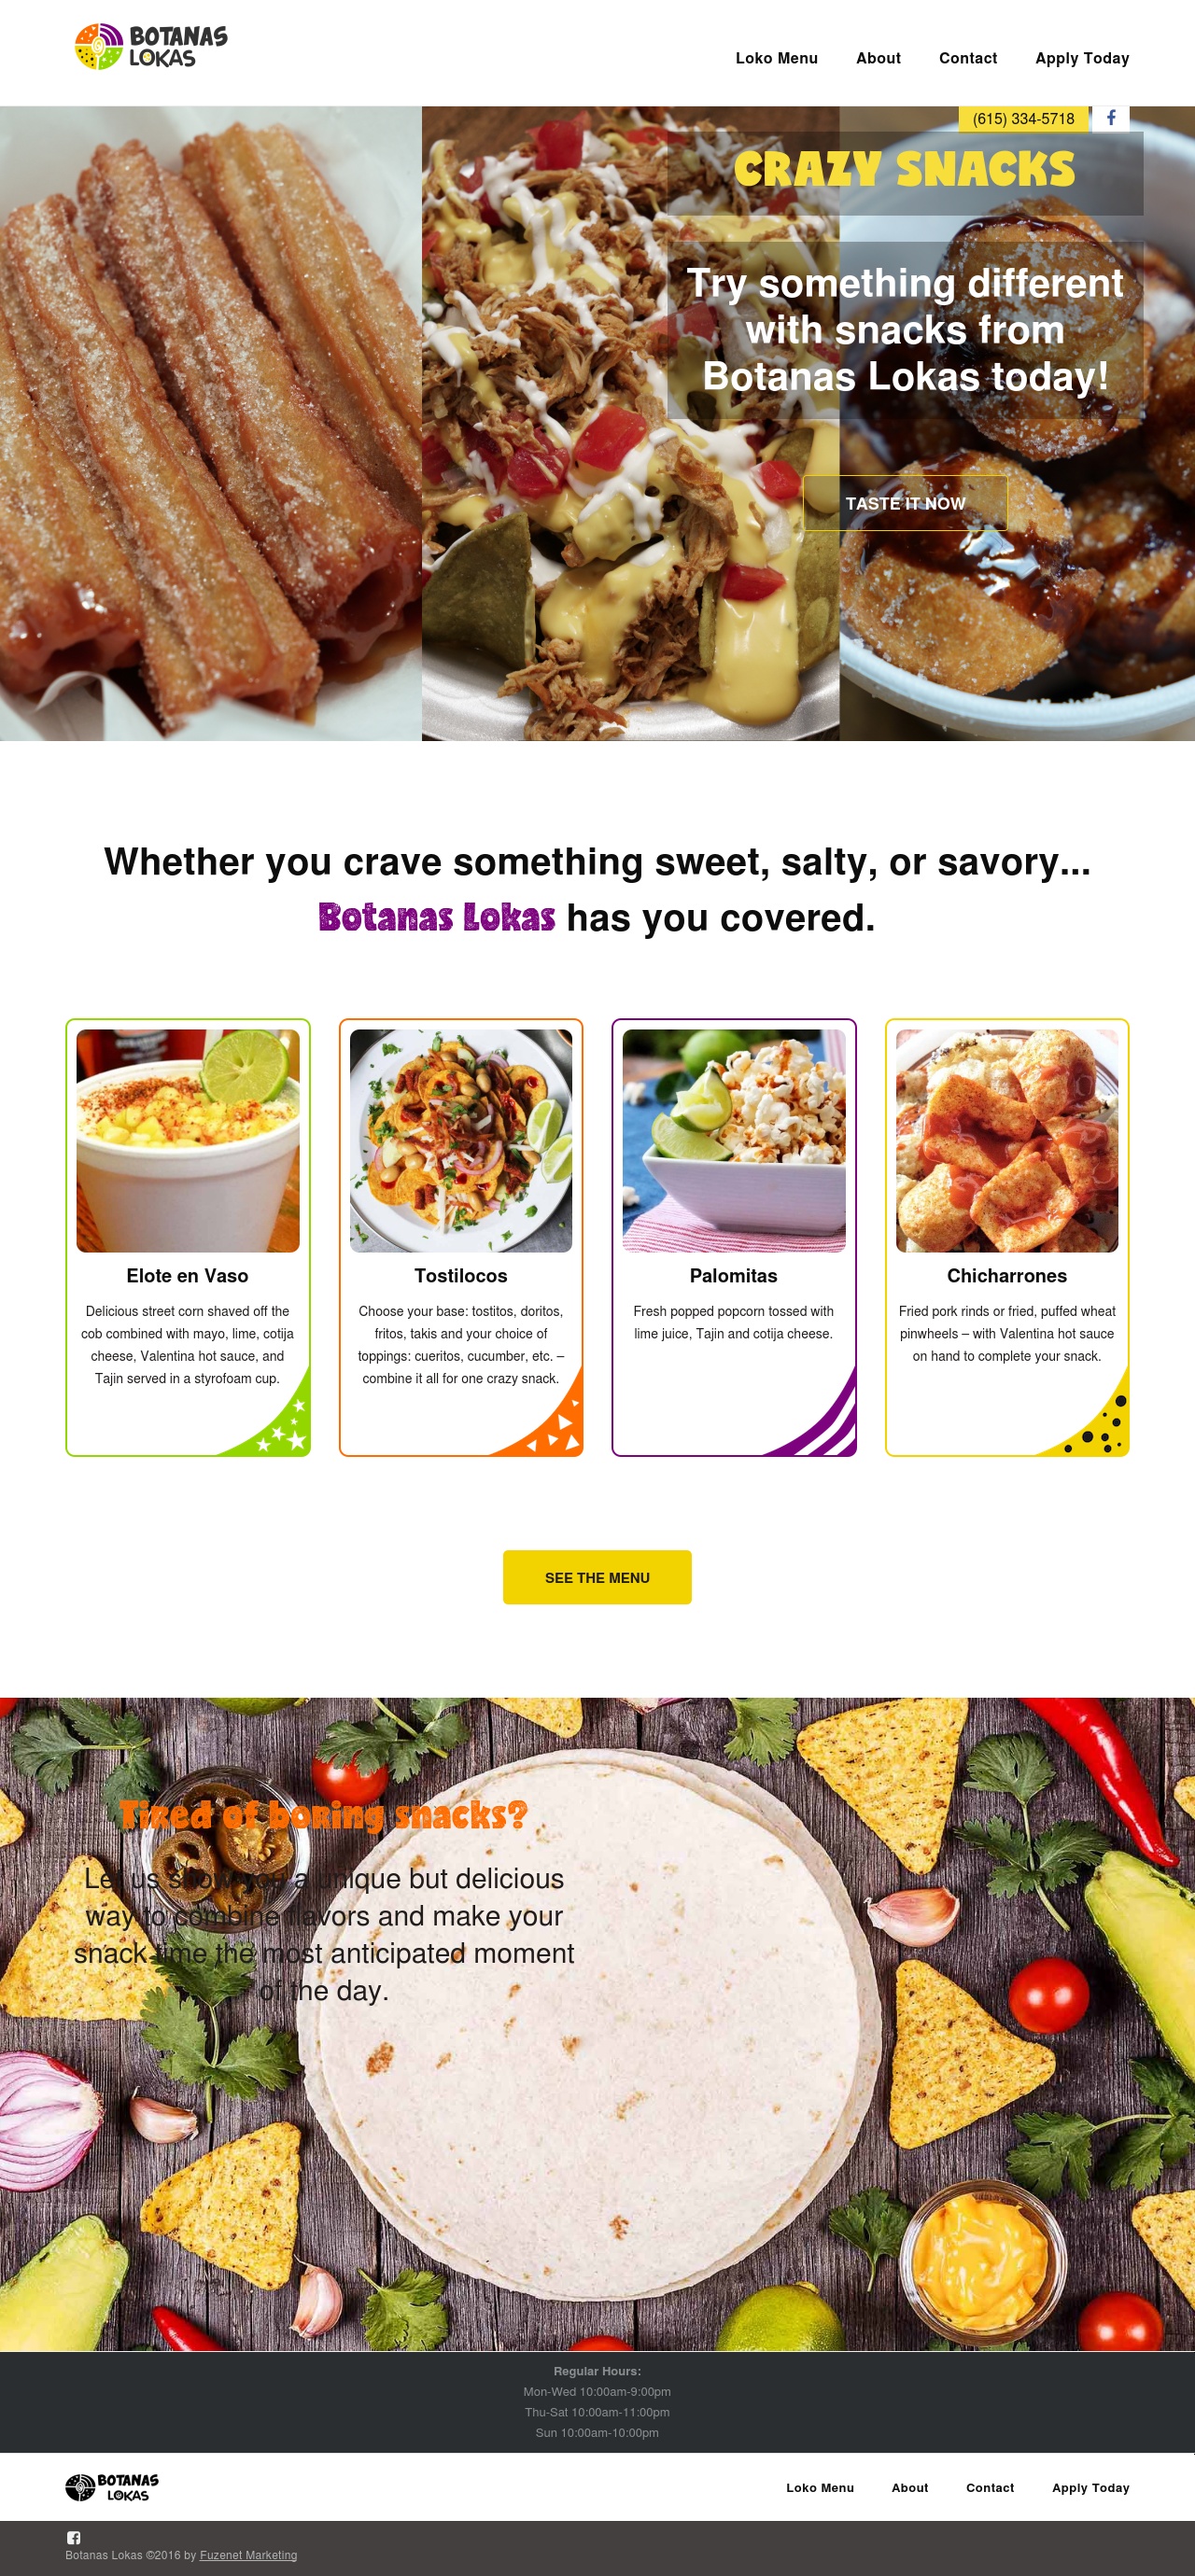 BOTANAS
LOKAS
Loko Menu About Contact Apply Today
(615) 334-5718
CRAZY SNACKS
Try something different
with snacks from
Botanas Lokas today!
TASTE IT NOW
Whether you crave something sweet, salty, or savory...
Botanas Lokas has you covered.
Elote en Vaso
Delicious street corn shaved off the
cob combined with mayo, lime, cotija
cheese, Valentina hot sauce, and
Tajin served in a styrofoam cup.
Tostilocos
Choose your base: tostitos, doritos,
fritos, takis and your choice of
toppings: cueritos, cucumber, etc. –
combine it all for one crazy snack.
Palomitas
Fresh popped popcorn tossed with
lime juice, Tajin and cotija cheese.
Chicharrones
Fried pork rinds or fried, puffed wheat
pinwheels – with Valentina hot sauce
on hand to complete your snack.
SEE THE MENU
Tired of boring snacks?
Let us show you a unique but delicious
way to combine flavors and make your
snack time the most anticipated moment
of the day.
Regular Hours:
Mon-Wed 10:00am-9:00pm
Thu-Sat 10:00am-11:00pm
Sun 10:00am-10:00pm
BOTANAS
LOKAS
Loko Menu About Contact Apply Today
Botanas Lokas ©2016 by Fuzenet Marketing